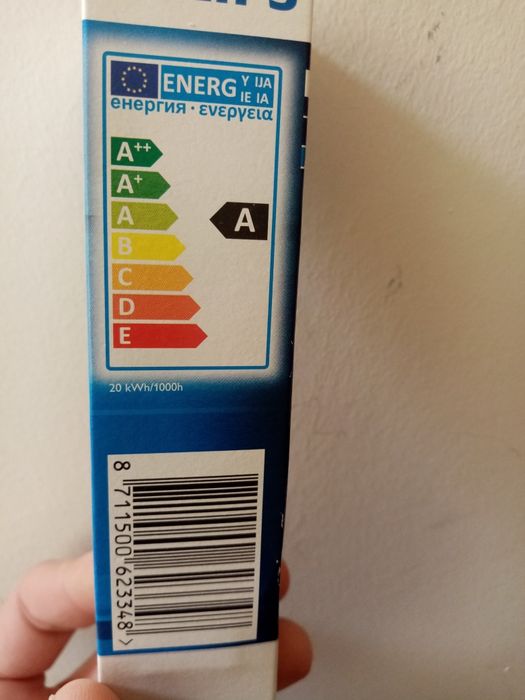 ENERG Y IJA
IE IA
енергия · ενεργεια
A++
A+
A
A
B
C
D
E
20 kWh/1000h
8 711500 623348 >